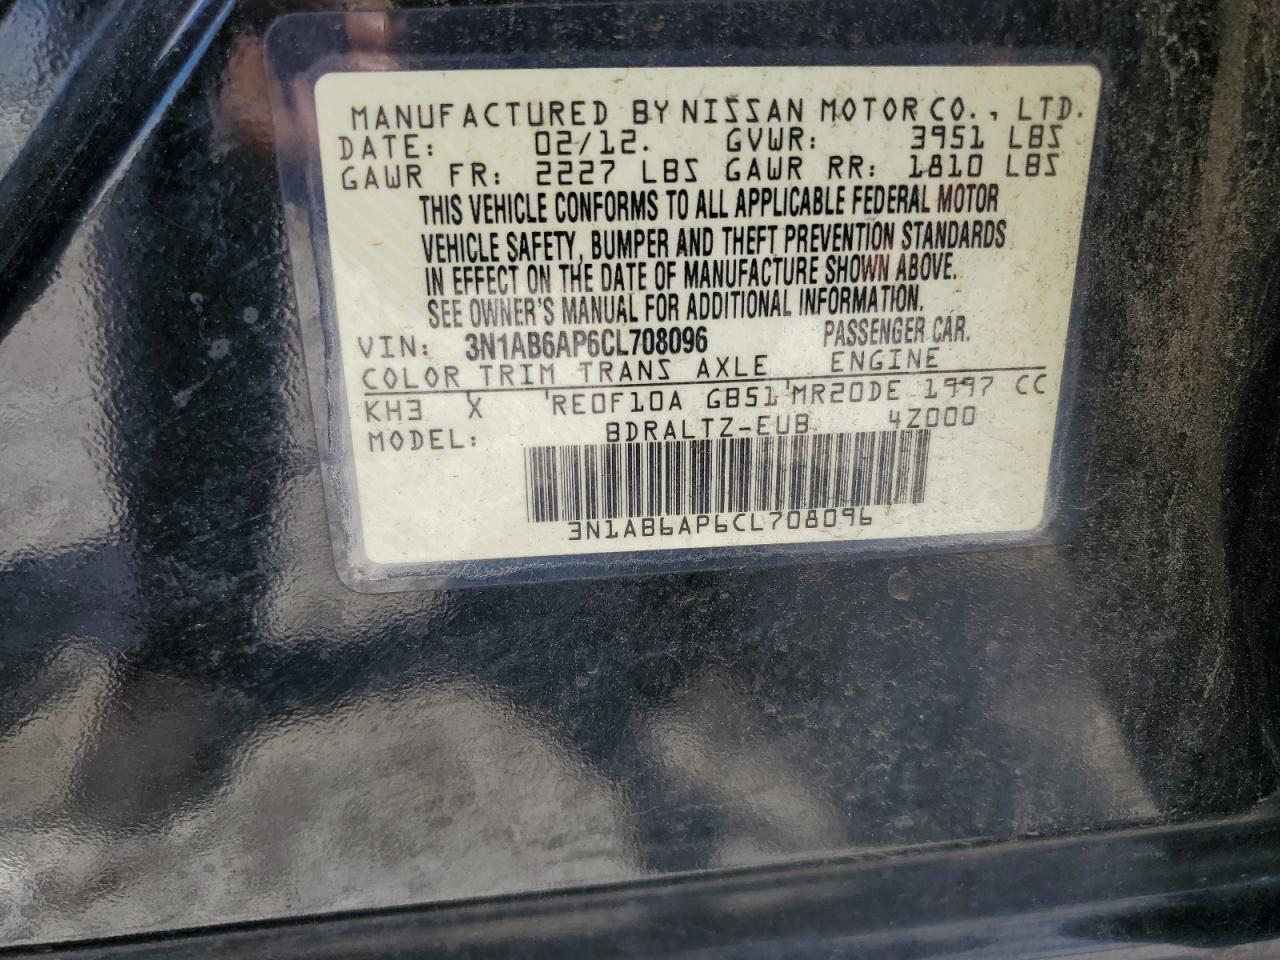 MANUFACTURED BY NISSAN MOTOR CO., LTD.
DATE: 02/12. GVWR: 3951 LBS
GAWR FR: 2227 LBS GAWR RR: 1810 LBS
THIS VEHICLE CONFORMS TO ALL APPLICABLE FEDERAL MOTOR
VEHICLE SAFETY, BUMPER AND THEFT PREVENTION STANDARDS
IN EFFECT ON THE DATE OF MANUFACTURE SHOWN ABOVE.
SEE OWNER'S MANUAL FOR ADDITIONAL INFORMATION.
VIN: 3N1AB6AP6CL708096 PASSENGER CAR.
COLOR TRIM TRANS AXLE ENGINE
KH3 X RE0F10A GB51 MR20DE 1997 CC
MODEL: BDRALTZ-EUB 4Z000
3N1AB6AP6CL708096